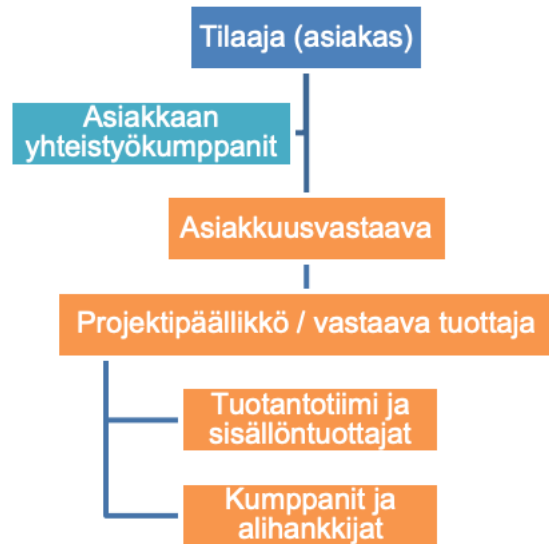 Tilaaja (asiakas)
Asiakkaan
yhteistyökumppanit
Asiakkuusvastaava
Projektipäällikkö / vastaava tuottaja
Tuotantotiimi ja
sisällöntuottajat
Kumppanit ja
alihankkijat